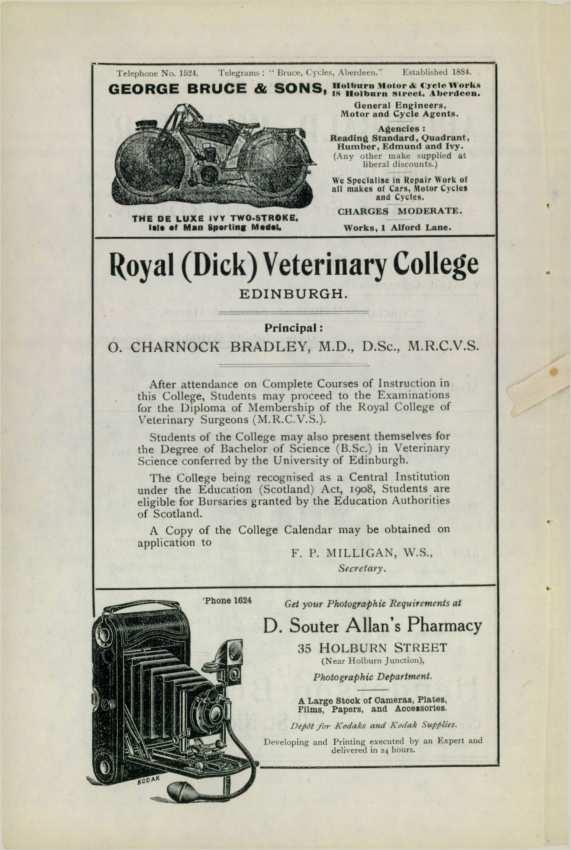 Telephone No. 1524. Telegrams: "Bruce, Cycles, Aberdeen." Established 1884.
GEORGE BRUCE & SONS,
Holburn Motor & Cycle Works
18 Holburn Street, Aberdeen.
General Engineers,
Motor and Cycle Agents.
Agencies:
Reading Standard, Quadrant,
Humber, Edmund and Ivy.
(Any other make supplied at
liberal discounts.)
We Specialise in Repair Work of
all makes of Cars, Motor Cycles
and Cycles.
CHARGES MODERATE.
Works, 1 Alford Lane.
THE DE LUXE IVY TWO-STROKE.
Isle of Man Sporting Model.
Royal (Dick) Veterinary College
EDINBURGH.
Principal:
O. CHARNOCK BRADLEY, M.D., D.Sc., M.R.C.V.S.
After attendance on Complete Courses of Instruction in
this College, Students may proceed to the Examinations
for the Diploma of Membership of the Royal College of
Veterinary Surgeons (M.R.C.V.S.).
Students of the College may also present themselves for
the Degree of Bachelor of Science (B.Sc.) in Veterinary
Science conferred by the University of Edinburgh.
The College being recognised as a Central Institution
under the Education (Scotland) Act, 1908, Students are
eligible for Bursaries granted by the Education Authorities
of Scotland.
A Copy of the College Calendar may be obtained on
application to
F. P. MILLIGAN, W.S.,
Secretary.
'Phone 1624
KODAK
Get your Photographic Requirements at
D. Souter Allan's Pharmacy
35 HOLBURN STREET
(Near Holburn Junction),
Photographic Department.
A Large Stock of Cameras, Plates,
Films, Papers, and Accessories.
Depôt for Kodaks and Kodak Supplies.
Developing and Printing executed by an Expert and
delivered in 24 hours.